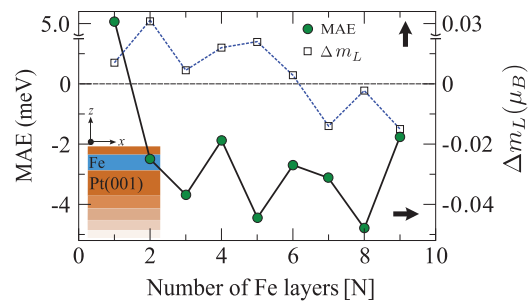 MAE
Δ m_L
5.0
0
-2
-4
0.03
0
-0.02
-0.04
MAE (meV)
Δm_L(μ_B)
z
x
Fe
Pt(001)
0 2 4 6 8 10
Number of Fe layers [N]